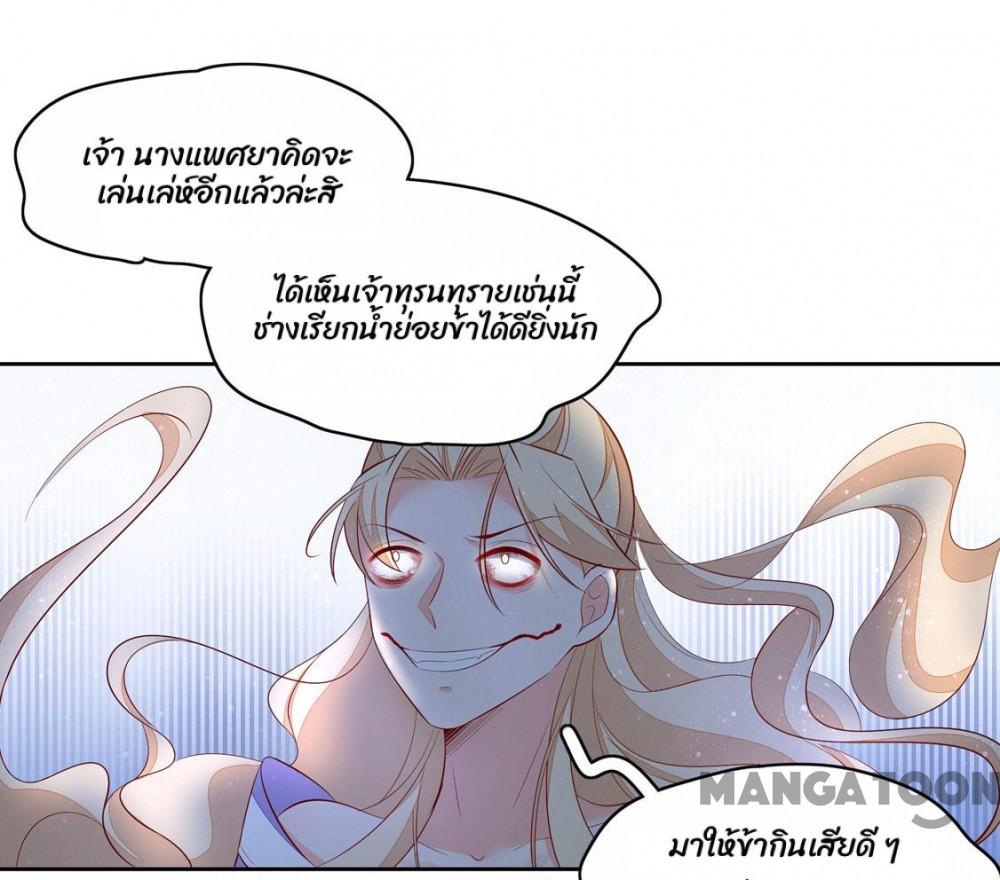 เจ้า นางแพศยาคิดจะ
เล่นเล่ห์อีกแล้วล่ะสิ
ได้เห็นเจ้าทุรนทุรายเช่นนี้
ช่างเรียกน้ำย่อยข้าได้ดียิ่งนัก
MANGATOON
มาให้ข้ากินเสียดี ๆ